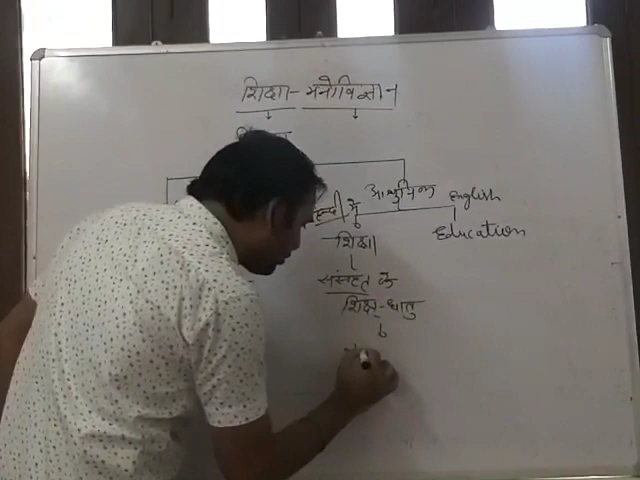 शिक्षा - मनोविज्ञान
आधुनिक
हिन्दी में
English
शिक्षा
Education
संस्कृत के
शिक्ष् - धातु